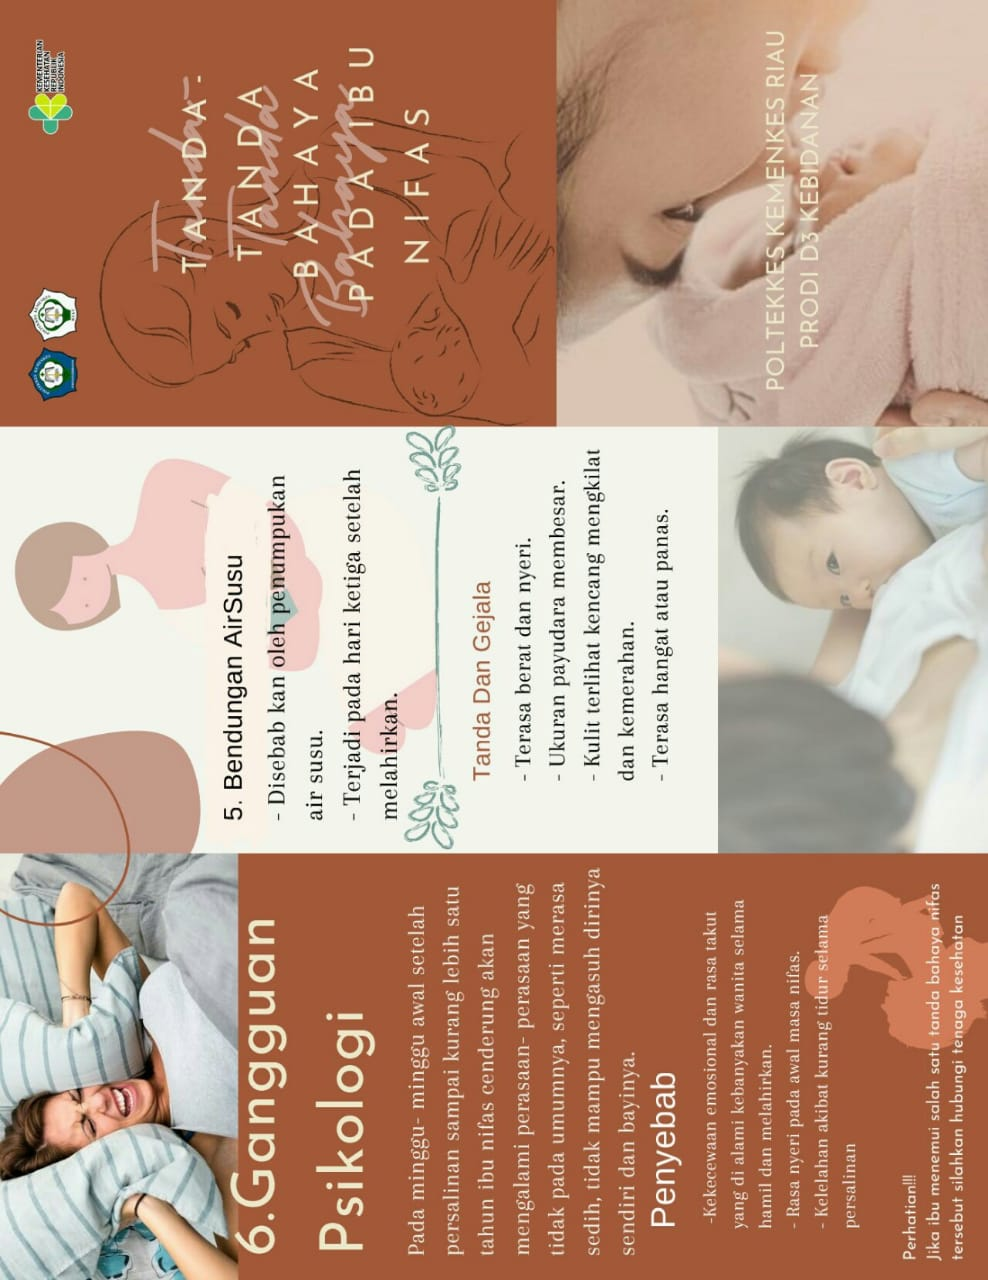 6.Gangguan
Psikologi
Pada minggu- minggu awal setelah
persalinan sampai kurang lebih satu
tahun ibu nifas cenderung akan
mengalami perasaan- perasaan yang
tidak pada umumnya, seperti merasa
sedih, tidak mampu mengasuh dirinya
sendiri dan bayinya.
Penyebab
-Kekecewaan emosional dan rasa takut
yang di alami kebanyakan wanita selama
hamil dan melahirkan.
- Rasa nyeri pada awal masa nifas.
- Kelelahan akibat kurang tidur selama
persalinan
Perhatian!!!
Jika ibu menemui salah satu tanda bahaya nifas
tersebut silahkan hubungi tenaga kesehatan
5. Bendungan AirSusu
- Disebab kan oleh penumpukan
air susu.
- Terjadi pada hari ketiga setelah
melahirkan.
Tanda Dan Gejala
- Terasa berat dan nyeri.
- Ukuran payudara membesar.
- Kulit terlihat kencang mengkilat
dan kemerahan.
- Terasa hangat atau panas.
KEMENTERIAN
KESEHATAN
REPUBLIK
INDONESIA
Tanda-
Tanda
Bahaya
TANDA-
TANDA
BAHAYA
PADA IBU
NIFAS
POLTEKKES KEMENKES RIAU
PRODI D3 KEBIDANAN